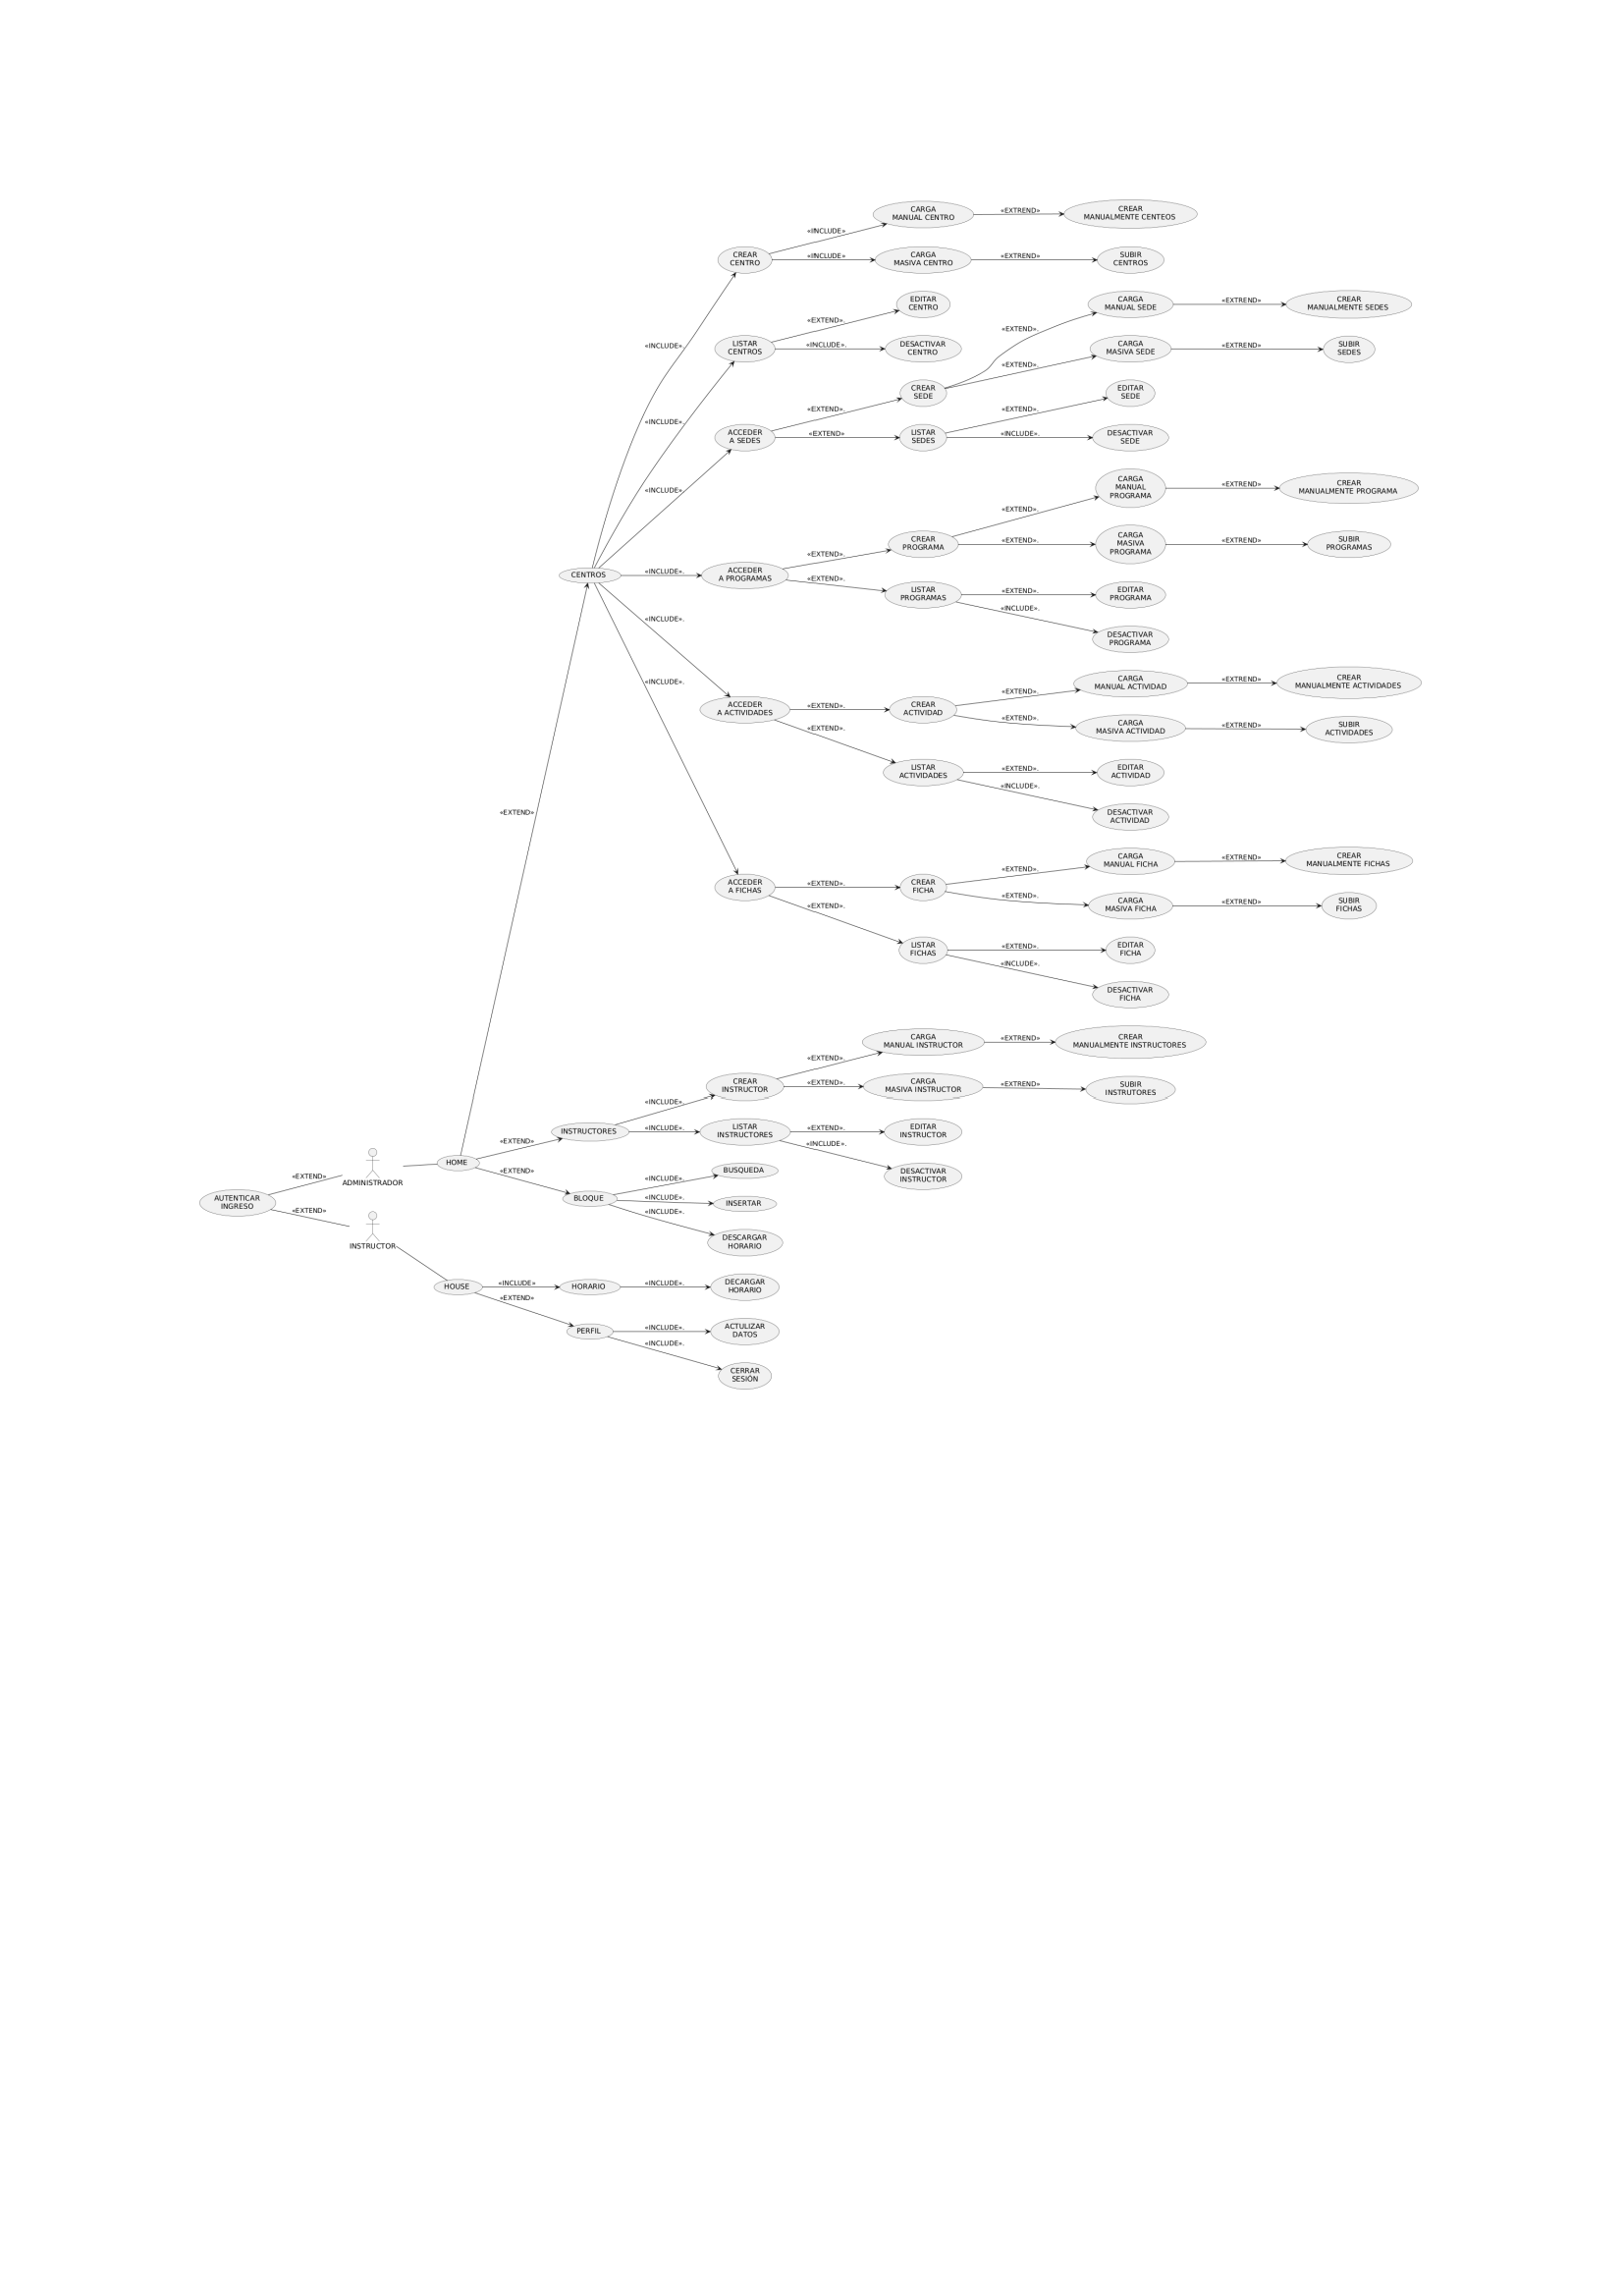 CARGA
MANUAL CENTRO
«EXTREND»
CREAR
MANUALMENTE CENTEOS
«INCLUDE»
CREAR
CENTRO
«INCLUDE»
CARGA
MASIVA CENTRO
«EXTREND»
SUBIR
CENTROS
EDITAR
CENTRO
«EXTEND».
LISTAR
CENTROS
«INCLUDE».
DESACTIVAR
CENTRO
CARGA
MANUAL SEDE
«EXTREND»
CREAR
MANUALMENTE SEDES
«EXTEND».
CARGA
MASIVA SEDE
«EXTREND»
SUBIR
SEDES
«EXTEND».
«INCLUDE».
CREAR
SEDE
«EXTEND».
EDITAR
SEDE
«EXTEND».
«INCLUDE».
ACCEDER
A SEDES
«EXTEND»
LISTAR
SEDES
«INCLUDE».
DESACTIVAR
SEDE
«INCLUDE».
CARGA
MANUAL
PROGRAMA
«EXTREND»
CREAR
MANUALMENTE PROGRAMA
«EXTEND».
CREAR
PROGRAMA
«EXTEND».
CARGA
MASIVA
PROGRAMA
«EXTREND»
SUBIR
PROGRAMAS
«EXTEND».
CENTROS
«INCLUDE».
ACCEDER
A PROGRAMAS
«EXTEND».
LISTAR
PROGRAMAS
«EXTEND».
EDITAR
PROGRAMA
«INCLUDE».
DESACTIVAR
PROGRAMA
«INCLUDE».
«INCLUDE».
CARGA
MANUAL ACTIVIDAD
«EXTREND»
CREAR
MANUALMENTE ACTIVIDADES
«EXTEND».
ACCEDER
A ACTIVIDADES
«EXTEND».
CREAR
ACTIVIDAD
«EXTEND».
CARGA
MASIVA ACTIVIDAD
«EXTREND»
SUBIR
ACTIVIDADES
«EXTEND».
LISTAR
ACTIVIDADES
«EXTEND».
EDITAR
ACTIVIDAD
«INCLUDE».
DESACTIVAR
ACTIVIDAD
«EXTEND»
CARGA
MANUAL FICHA
«EXTREND»
CREAR
MANUALMENTE FICHAS
«EXTEND».
ACCEDER
A FICHAS
«EXTEND».
CREAR
FICHA
«EXTEND».
CARGA
MASIVA FICHA
«EXTREND»
SUBIR
FICHAS
«EXTEND».
LISTAR
FICHAS
«EXTEND».
EDITAR
FICHA
«INCLUDE».
DESACTIVAR
FICHA
CARGA
MANUAL INSTRUCTOR
«EXTREND»
CREAR
MANUALMENTE INSTRUCTORES
«EXTEND».
CREAR
INSTRUCTOR
«EXTEND».
CARGA
MASIVA INSTRUCTOR
«EXTREND»
SUBIR
INSTRUTORES
«INCLUDE».
INSTRUCTORES
«INCLUDE».
LISTAR
INSTRUCTORES
«EXTEND».
EDITAR
INSTRUCTOR
«INCLUDE».
DESACTIVAR
INSTRUCTOR
«EXTEND»
HOME
«EXTEND»
BLOQUE
«INCLUDE».
BUSQUEDA
«INCLUDE».
INSERTAR
«INCLUDE».
DESCARGAR
HORARIO
«EXTEND»
ADMINISTRADOR
AUTENTICAR
INGRESO
«EXTEND»
INSTRUCTOR
HOUSE
«INCLUDE»
HORARIO
«INCLUDE».
DECARGAR
HORARIO
«EXTEND»
PERFIL
«INCLUDE».
ACTULIZAR
DATOS
«INCLUDE».
CERRAR
SESIÓN